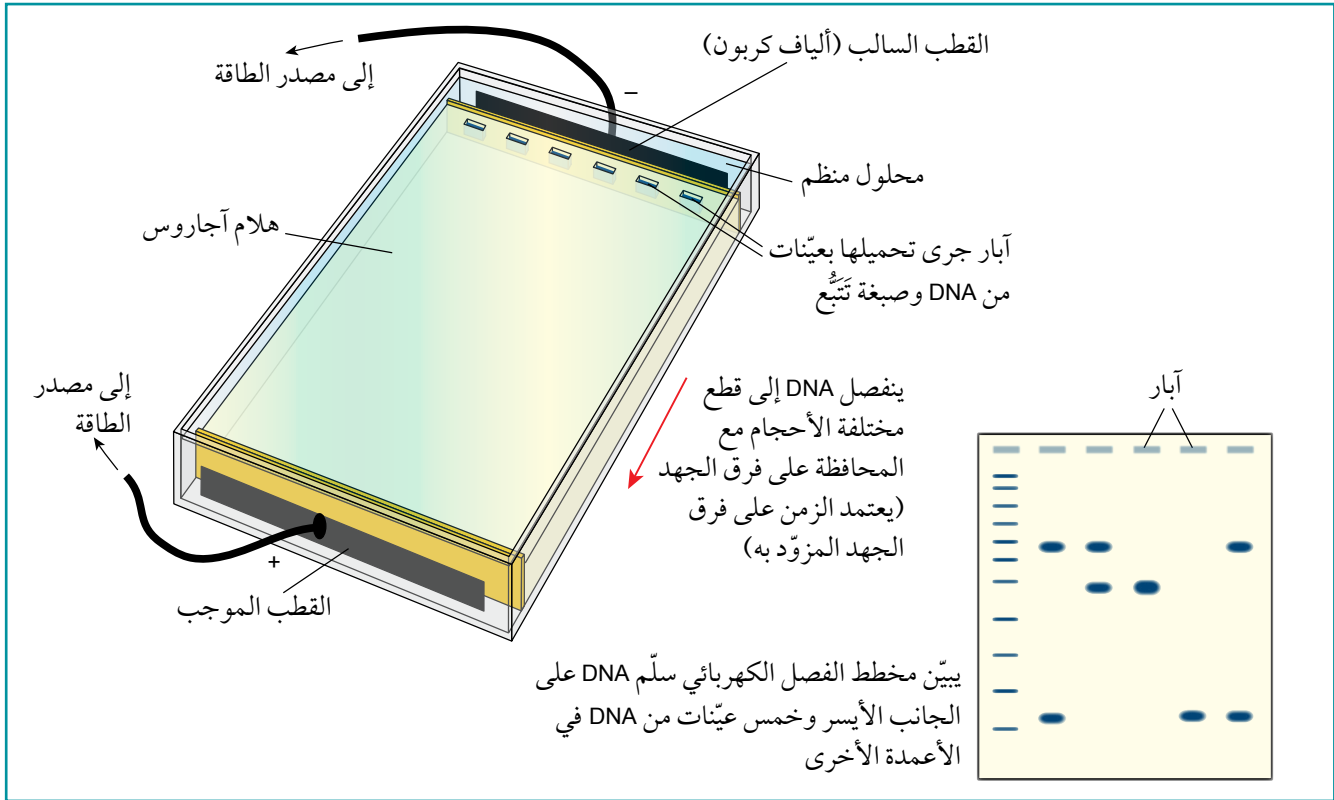 القطب السالب (ألياف كربون)
إلى مصدر الطاقة
−
محلول منظم
هلام آجاروس
آبار جرى تحميلها بعيّنات
من DNA وصبغة تَتَبُّع
إلى مصدر
الطاقة
ينفصل DNA إلى قطع
مختلفة الأحجام مع
المحافظة على فرق الجهد
(يعتمد الزمن على فرق
الجهد المزوّد به)
آبار
+
القطب الموجب
يبيّن مخطط الفصل الكهربائي سلّم DNA على
الجانب الأيسر وخمس عيّنات من DNA في
الأعمدة الأخرى